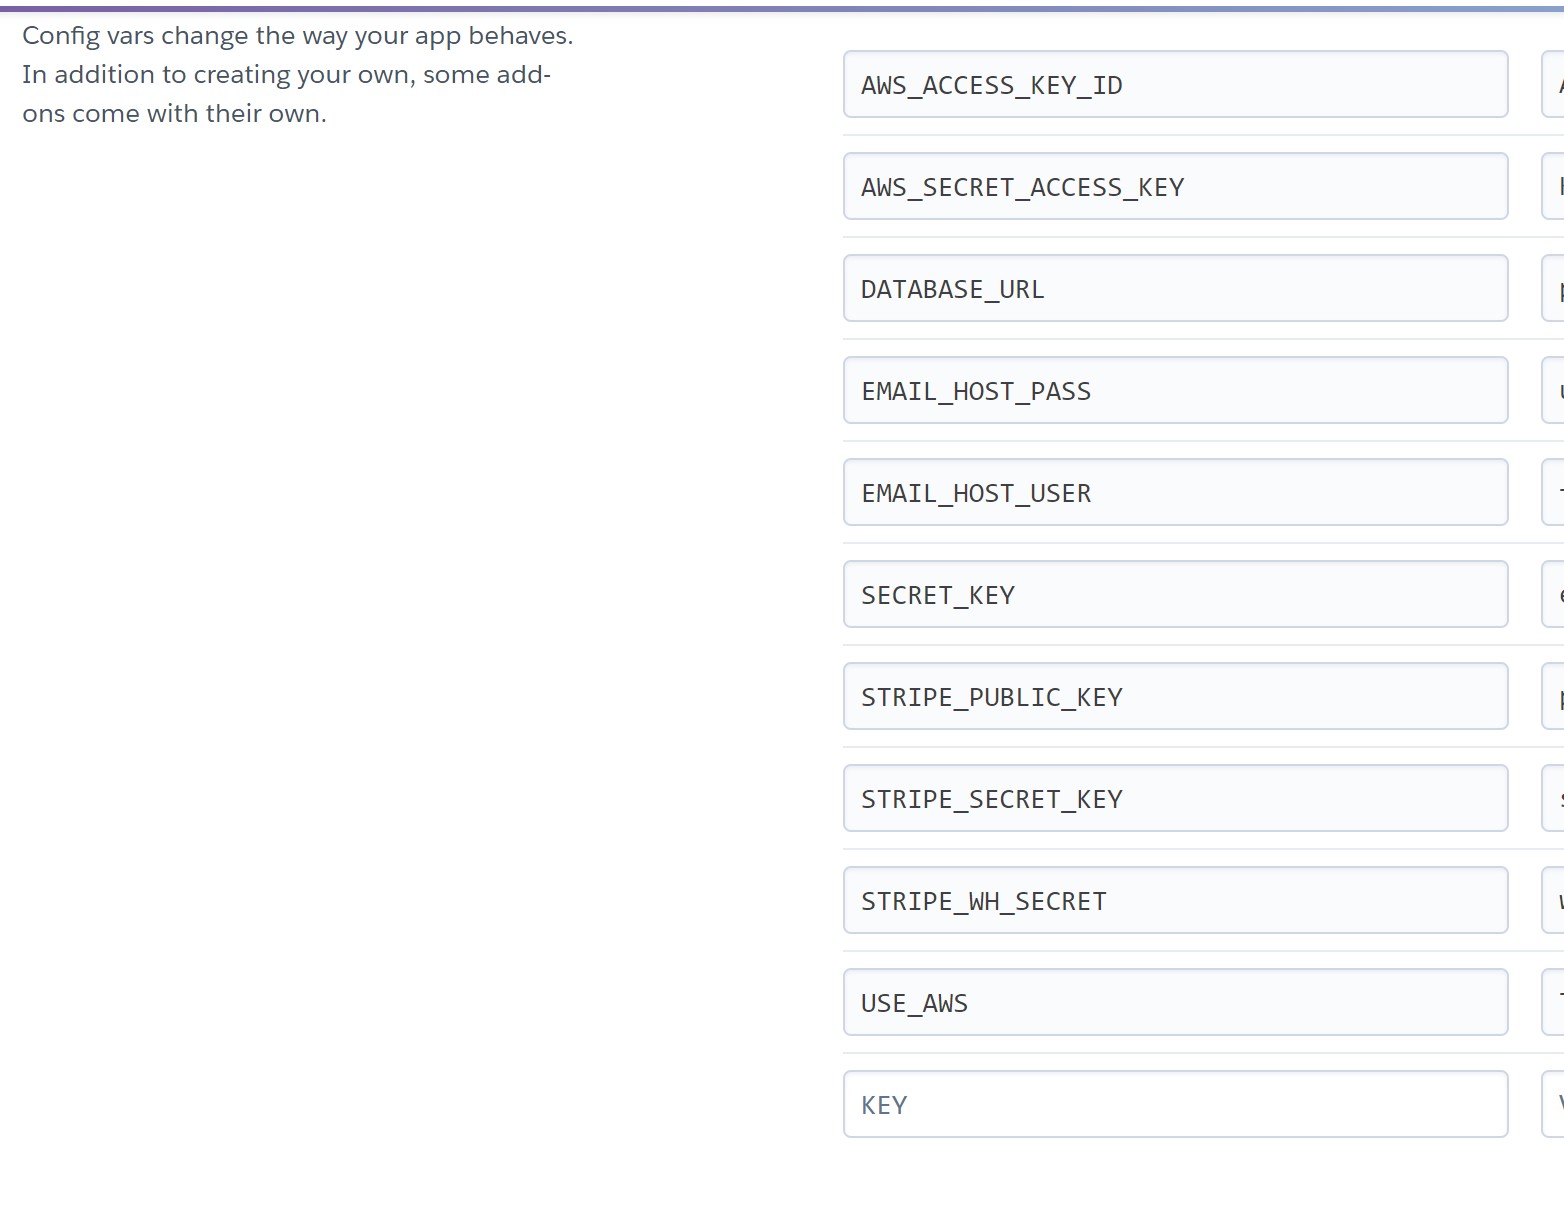 Config vars change the way your app behaves.
In addition to creating your own, some add-
ons come with their own.
AWS_ACCESS_KEY_ID
AWS_SECRET_ACCESS_KEY
DATABASE_URL
EMAIL_HOST_PASS
EMAIL_HOST_USER
SECRET_KEY
STRIPE_PUBLIC_KEY
STRIPE_SECRET_KEY
STRIPE_WH_SECRET
USE_AWS
KEY